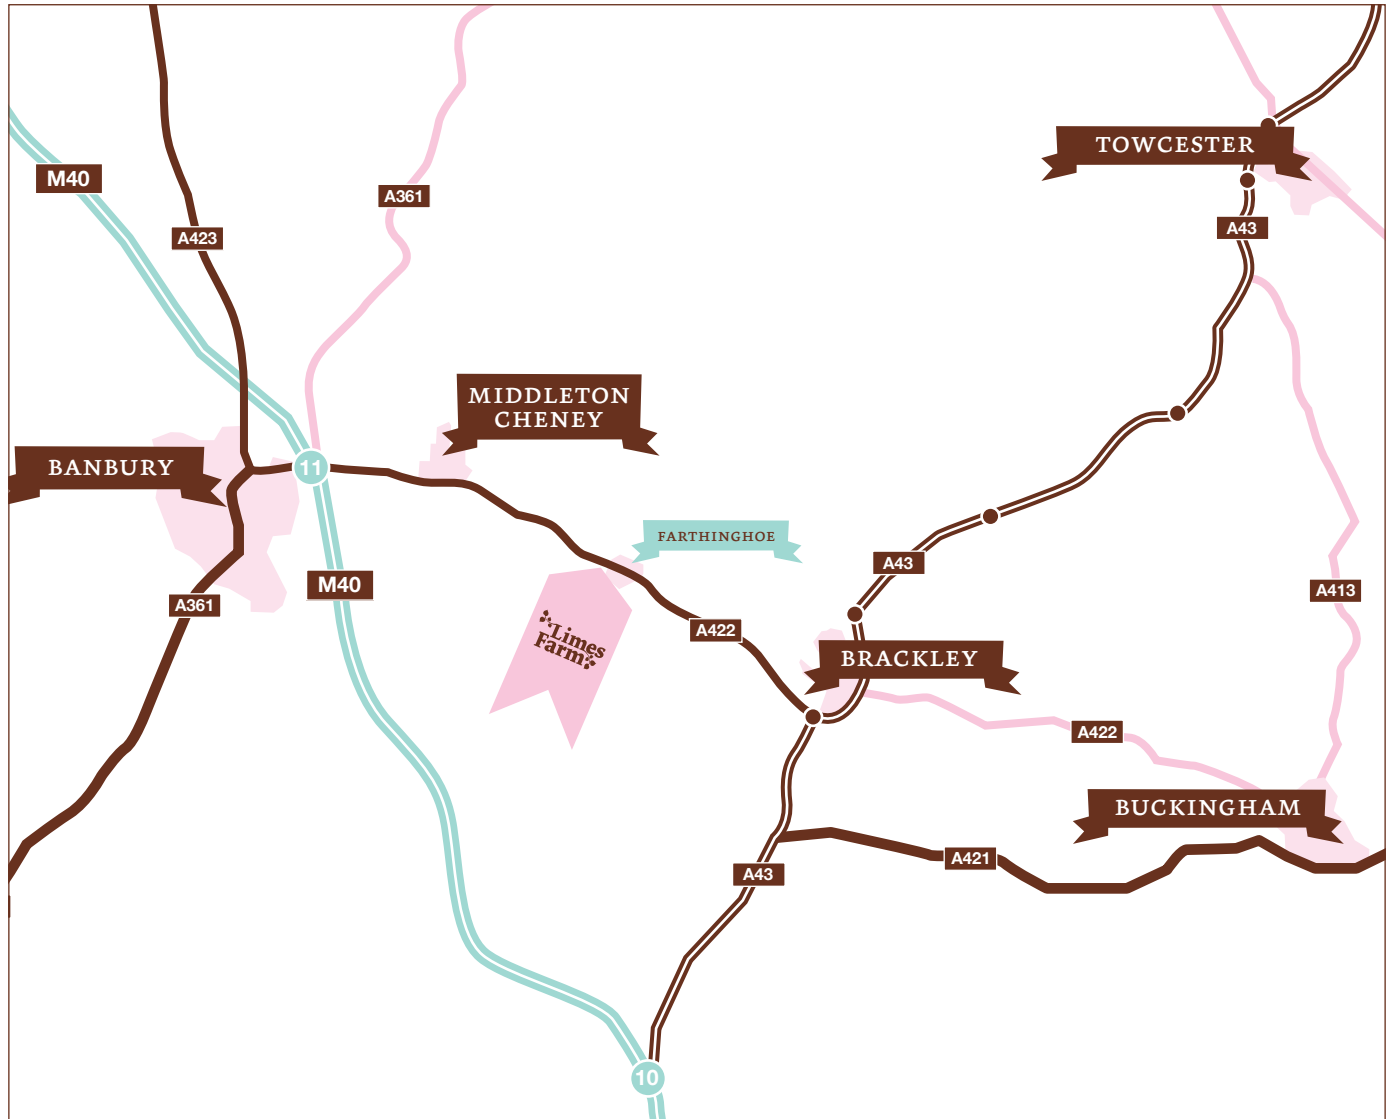 TOWCESTER
M40
A361
A43
A423
MIDDLETON
CHENEY
BANBURY
11
FARTHINGHOE
A43
M40
A413
A361
Limes
Farm
A422
BRACKLEY
A422
BUCKINGHAM
A421
A43
10